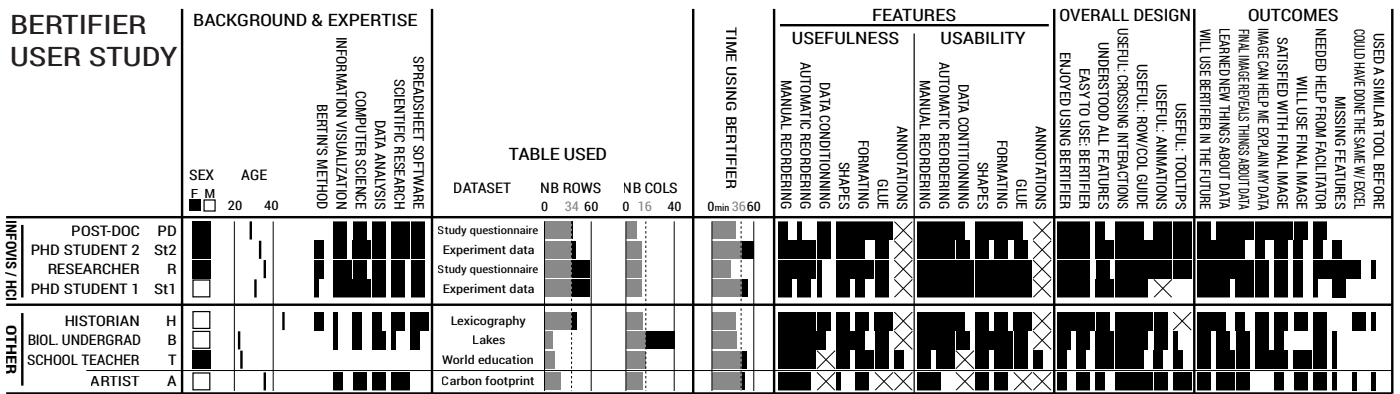 BERTIFIER
USER STUDY
BACKGROUND & EXPERTISE
SEX
F M
AGE
20 40
BERTIN'S METHOD
INFORMATION VISUALIZATION
COMPUTER SCIENCE
DATA ANALYSIS
SCIENTIFIC RESEARCH
SPREADSHEET SOFTWARE
TABLE USED
DATASET
NB ROWS
0 34 60
NB COLS
0 16 40
TIME USING BERTIFIER
0min 36 60
FEATURES
USEFULNESS
MANUAL REORDERING
AUTOMATIC REORDERING
DATA CONDITIONNING
SHAPES
FORMATING
GLUE
ANNOTATIONS
USABILITY
MANUAL REORDERING
AUTOMATIC REORDERING
DATA CONTITIONNING
SHAPES
FORMATING
GLUE
ANNOTATIONS
OVERALL DESIGN
ENJOYED USING BERTIFIER
EASY TO USE: BERTIFIER
UNDERSTOOD ALL FEATURES
USEFUL: CROSSING INTERACTIONS
USEFUL: ROW/COL GUIDE
USEFUL: ANIMATIONS
USEFUL: TOOLTIPS
OUTCOMES
WILL USE BERTIFIER IN THE FUTURE
LEARNED NEW THINGS ABOUT DATA
FINAL IMAGE REVEALS THINGS ABOUT DATA
IMAGE CAN HELP ME EXPLAIN MY DATA
SATISFIED WITH FINAL IMAGE
WILL USE FINAL IMAGE
NEEDED HELP FROM FACILITATOR
MISSING FEATURES
COULD HAVE DONE THE SAME W/ EXCEL
USED A SIMILAR TOOL BEFORE
INFOVIS / HCI
POST-DOC PD Study questionnaire
PHD STUDENT 2 St2 Experiment data
RESEARCHER R Study questionnaire
PHD STUDENT 1 St1 Experiment data
OTHER
HISTORIAN H Lexicography
BIOL. UNDERGRAD B Lakes
SCHOOL TEACHER T World education
ARTIST A Carbon footprint